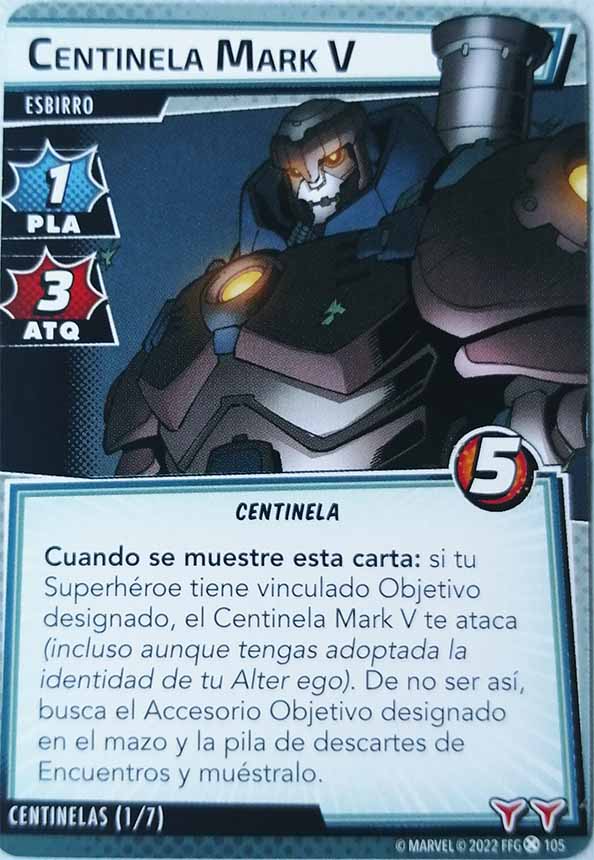 CENTINELA MARK V
ESBIRRO
1
PLA
3
ATQ
5
CENTINELA
Cuando se muestre esta carta: si tu
Superhéroe tiene vinculado Objetivo
designado, el Centinela Mark V te ataca
(incluso aunque tengas adoptada la
identidad de tu Alter ego). De no ser así,
busca el Accesorio Objetivo designado
en el mazo y la pila de descartes de
Encuentros y muéstralo.
CENTINELAS (1/7)
© MARVEL © 2022 FFG 105